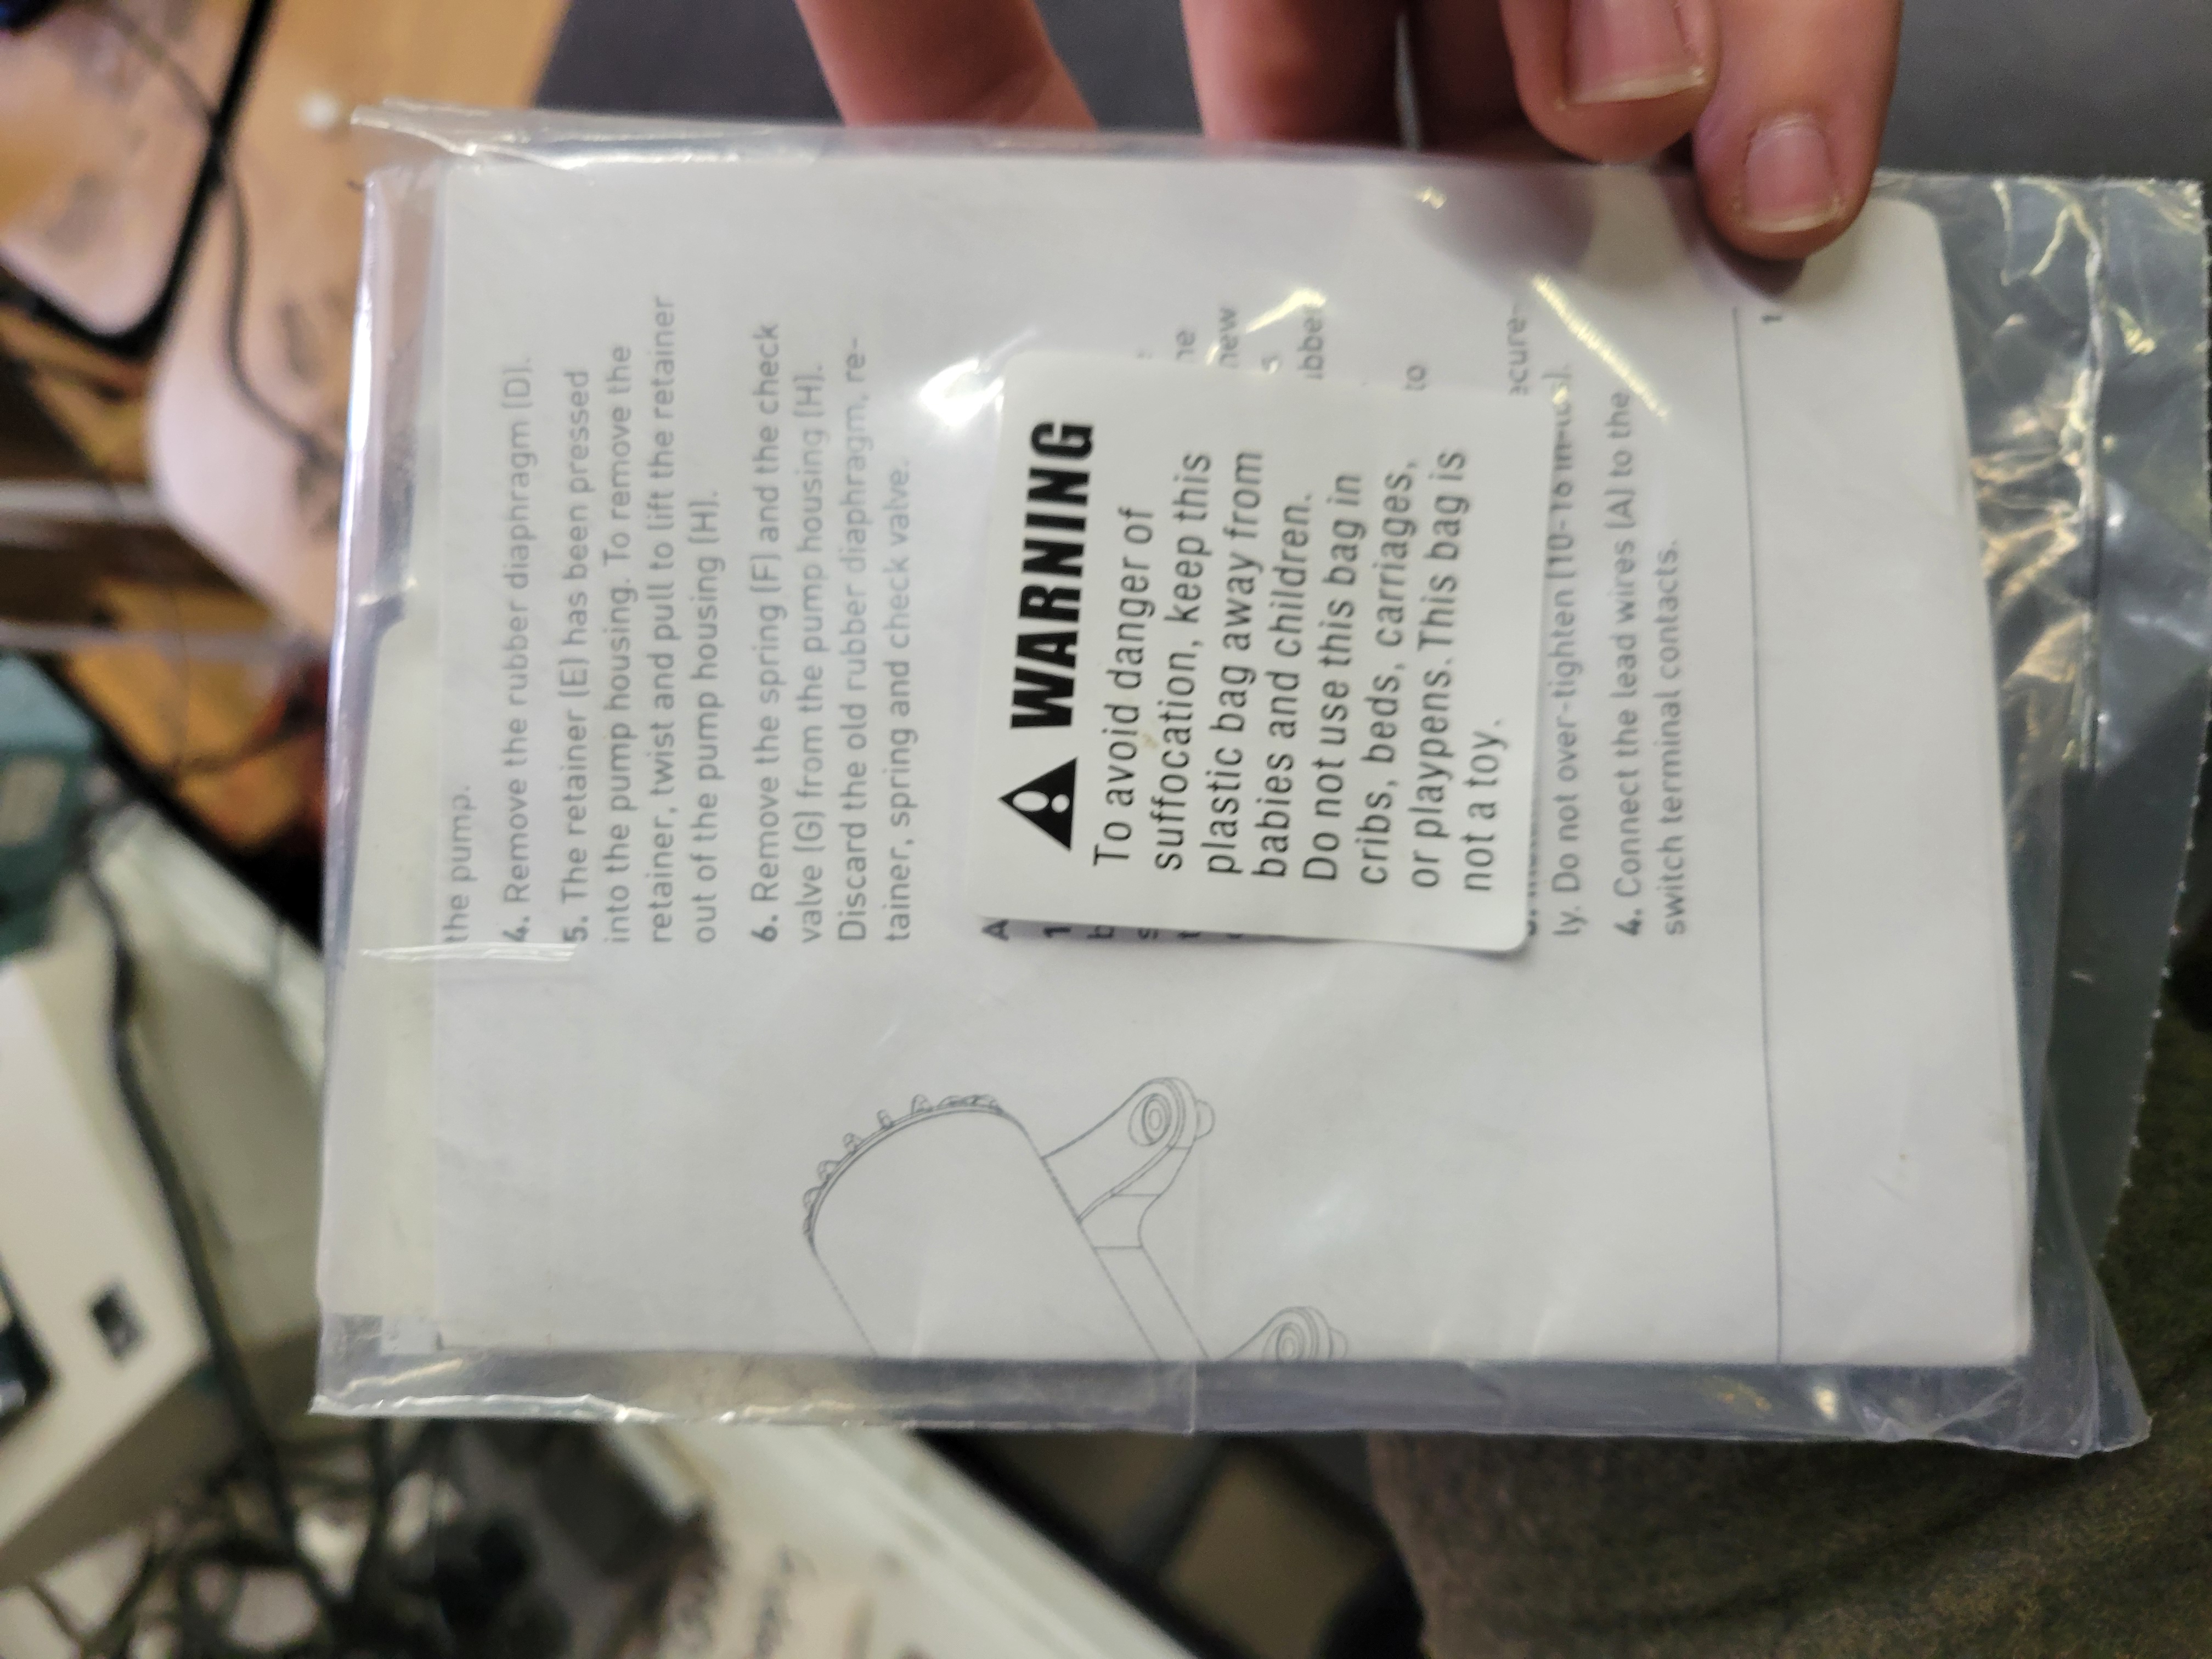 the pump.
4. Remove the rubber diaphragm (D).
5. The retainer (E) has been pressed
into the pump housing. To remove the
retainer, twist and pull to lift the retainer
out of the pump housing (H).
6. Remove the spring (F) and the check
valve (G) from the pump housing (H).
Discard the old rubber diaphragm, re-
tainer, spring and check valve.
WARNING
To avoid danger of
suffocation, keep this
plastic bag away from
babies and children.
Do not use this bag in
cribs, beds, carriages,
or playpens. This bag is
not a toy.
new
to
ly. Do not over-tighten (10-16
4. Connect the lead wires (A) to the
switch terminal contacts.
1